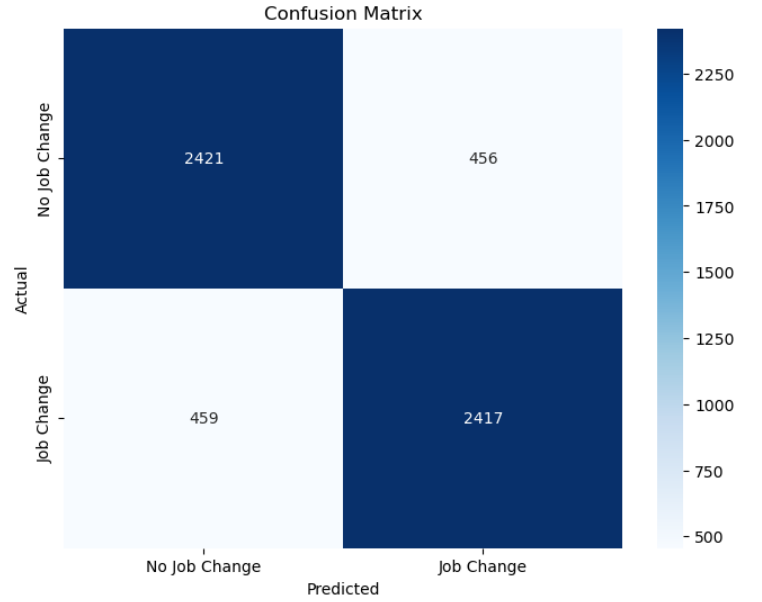 Confusion Matrix
Actual
No Job Change
2421
456
Job Change
459
2417
No Job Change
Job Change
Predicted
2250
2000
1750
1500
1250
1000
750
500